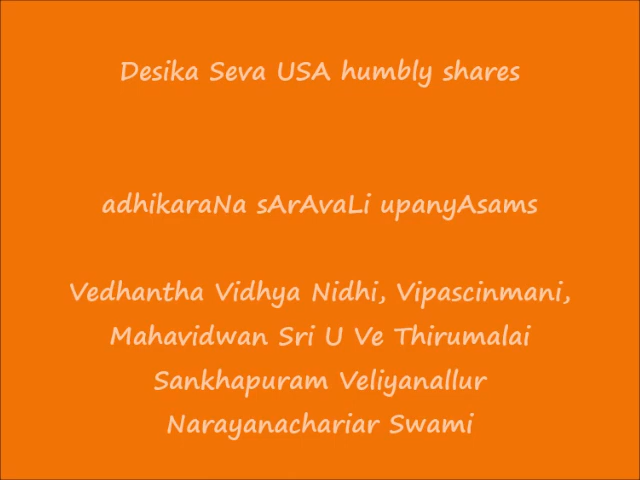 Desika Seva USA humbly shares
adhikaraNa sArAvaLi upanyAsams
Vedhantha Vidhya Nidhi, Vipascinmani,
Mahavidwan Sri U Ve Thirumalai
Sankhapuram Veliyanallur
Narayanachariar Swami